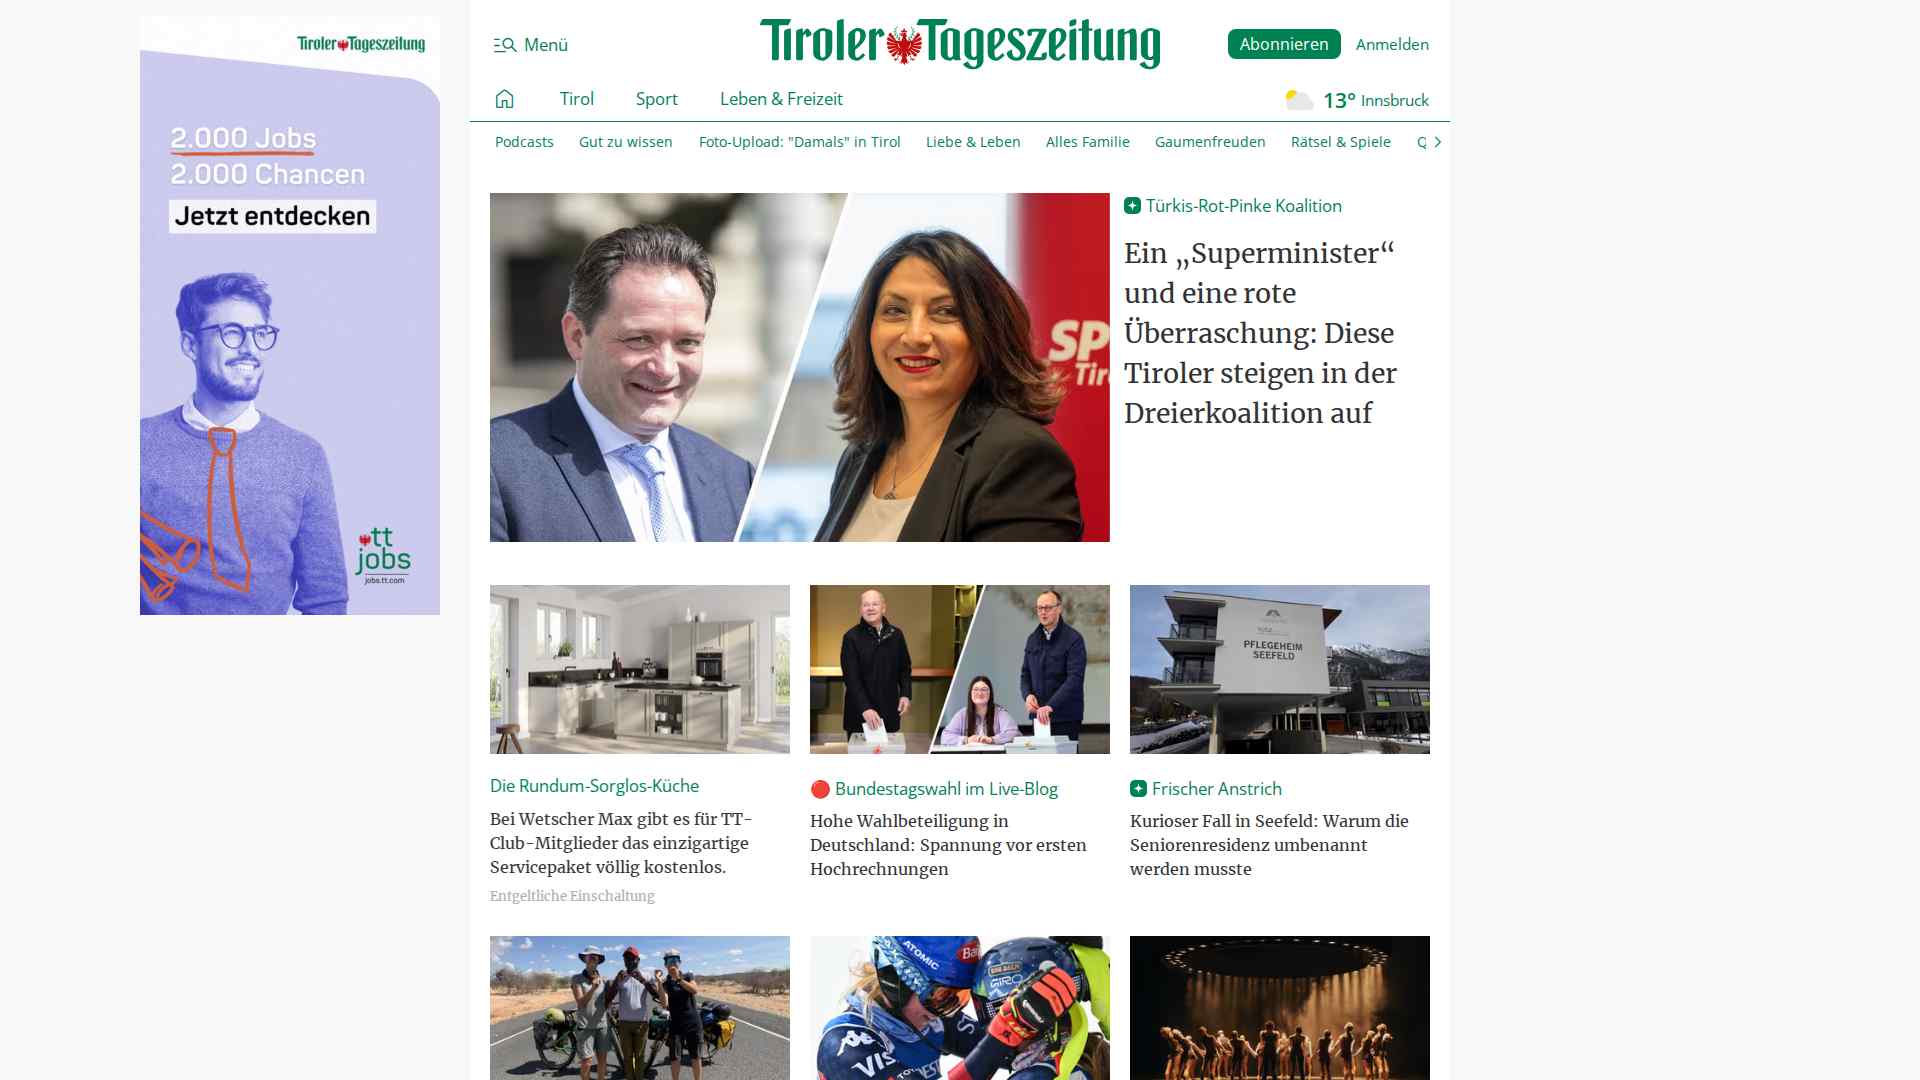 Tiroler Tageszeitung
2.000 Jobs
2.000 Chancen
Jetzt entdecken
tt
jobs
jobs.tt.com
Menü
Tiroler Tageszeitung
Abonnieren
Anmelden
Tirol
Sport
Leben & Freizeit
13° Innsbruck
Podcasts
Gut zu wissen
Foto-Upload: "Damals" in Tirol
Liebe & Leben
Alles Familie
Gaumenfreuden
Rätsel & Spiele
Q
SP
Tir
Türkis-Rot-Pinke Koalition
Ein „Superminister“
und eine rote
Überraschung: Diese
Tiroler steigen in der
Dreierkoalition auf
Die Rundum-Sorglos-Küche
Bei Wetscher Max gibt es für TT-
Club-Mitglieder das einzigartige
Servicepaket völlig kostenlos.
Entgeltliche Einschaltung
Bundestagswahl im Live-Blog
Hohe Wahlbeteiligung in
Deutschland: Spannung vor ersten
Hochrechnungen
PFLEGEHEIM
SEEFELD
Frischer Anstrich
Kurioser Fall in Seefeld: Warum die
Seniorenresidenz umbenannt
werden musste
ATOMIC
Bar
GIRO
VIS